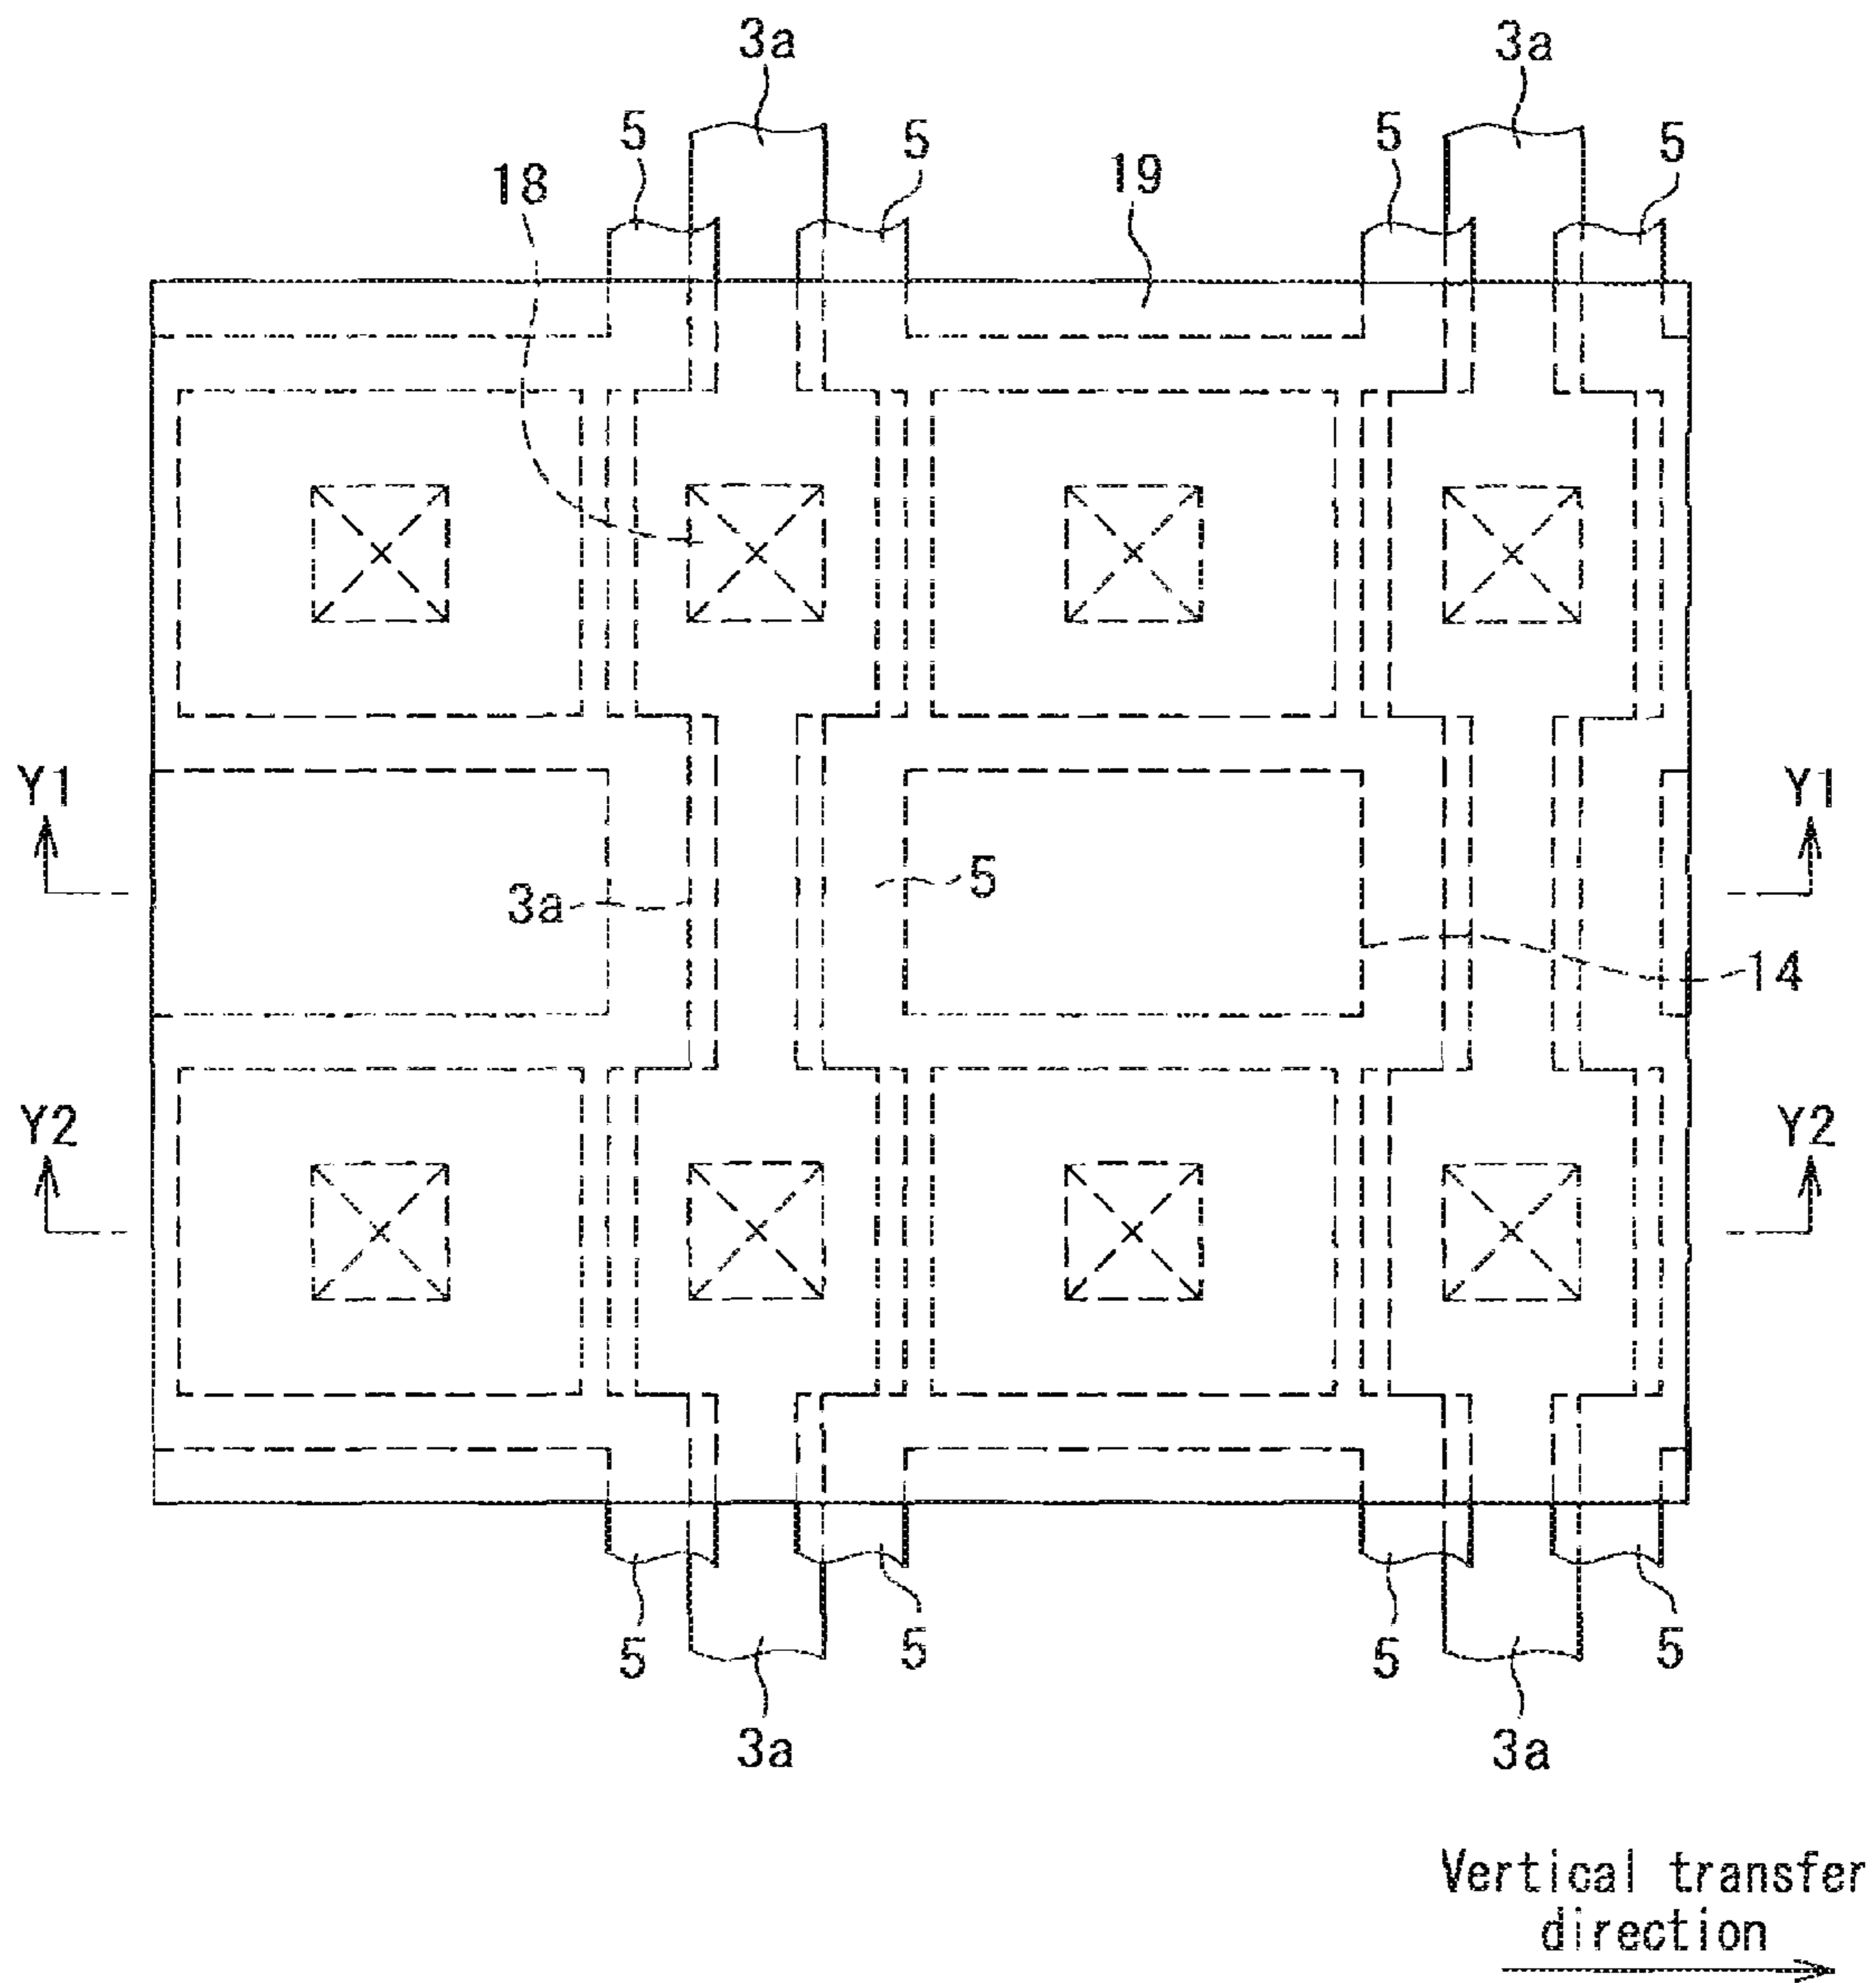 3a 3a
5 5 5 5
18 19
Y1 Y1
3a 5
14
Y2 Y2
5 5 5 5
3a 3a
Vertical transfer
direction